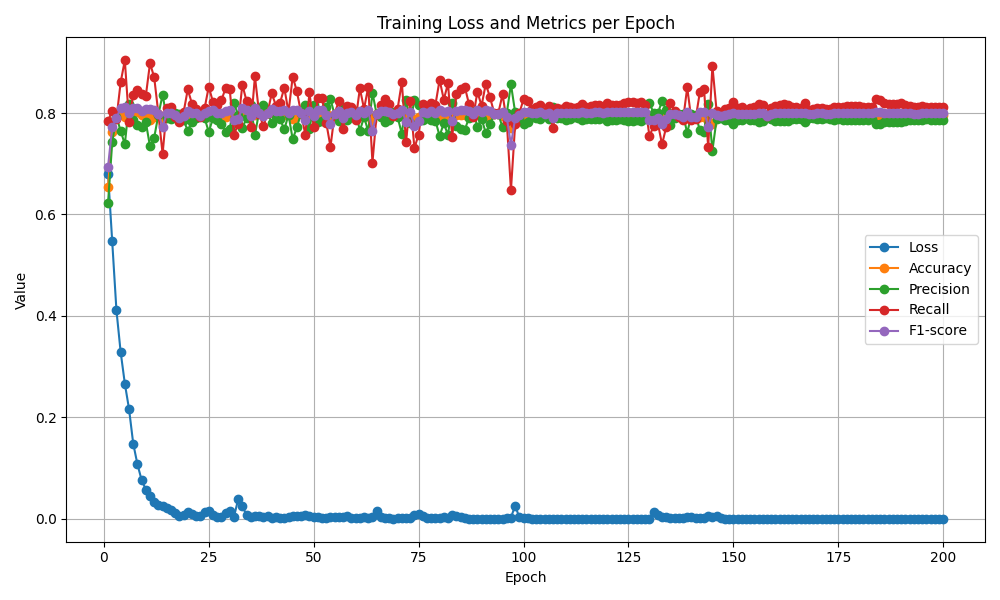 Training Loss and Metrics per Epoch
Value
0.8
0.6
0.4
0.2
0.0
Loss
Accuracy
Precision
Recall
F1-score
0 25 50 75 100 125 150 175 200
Epoch